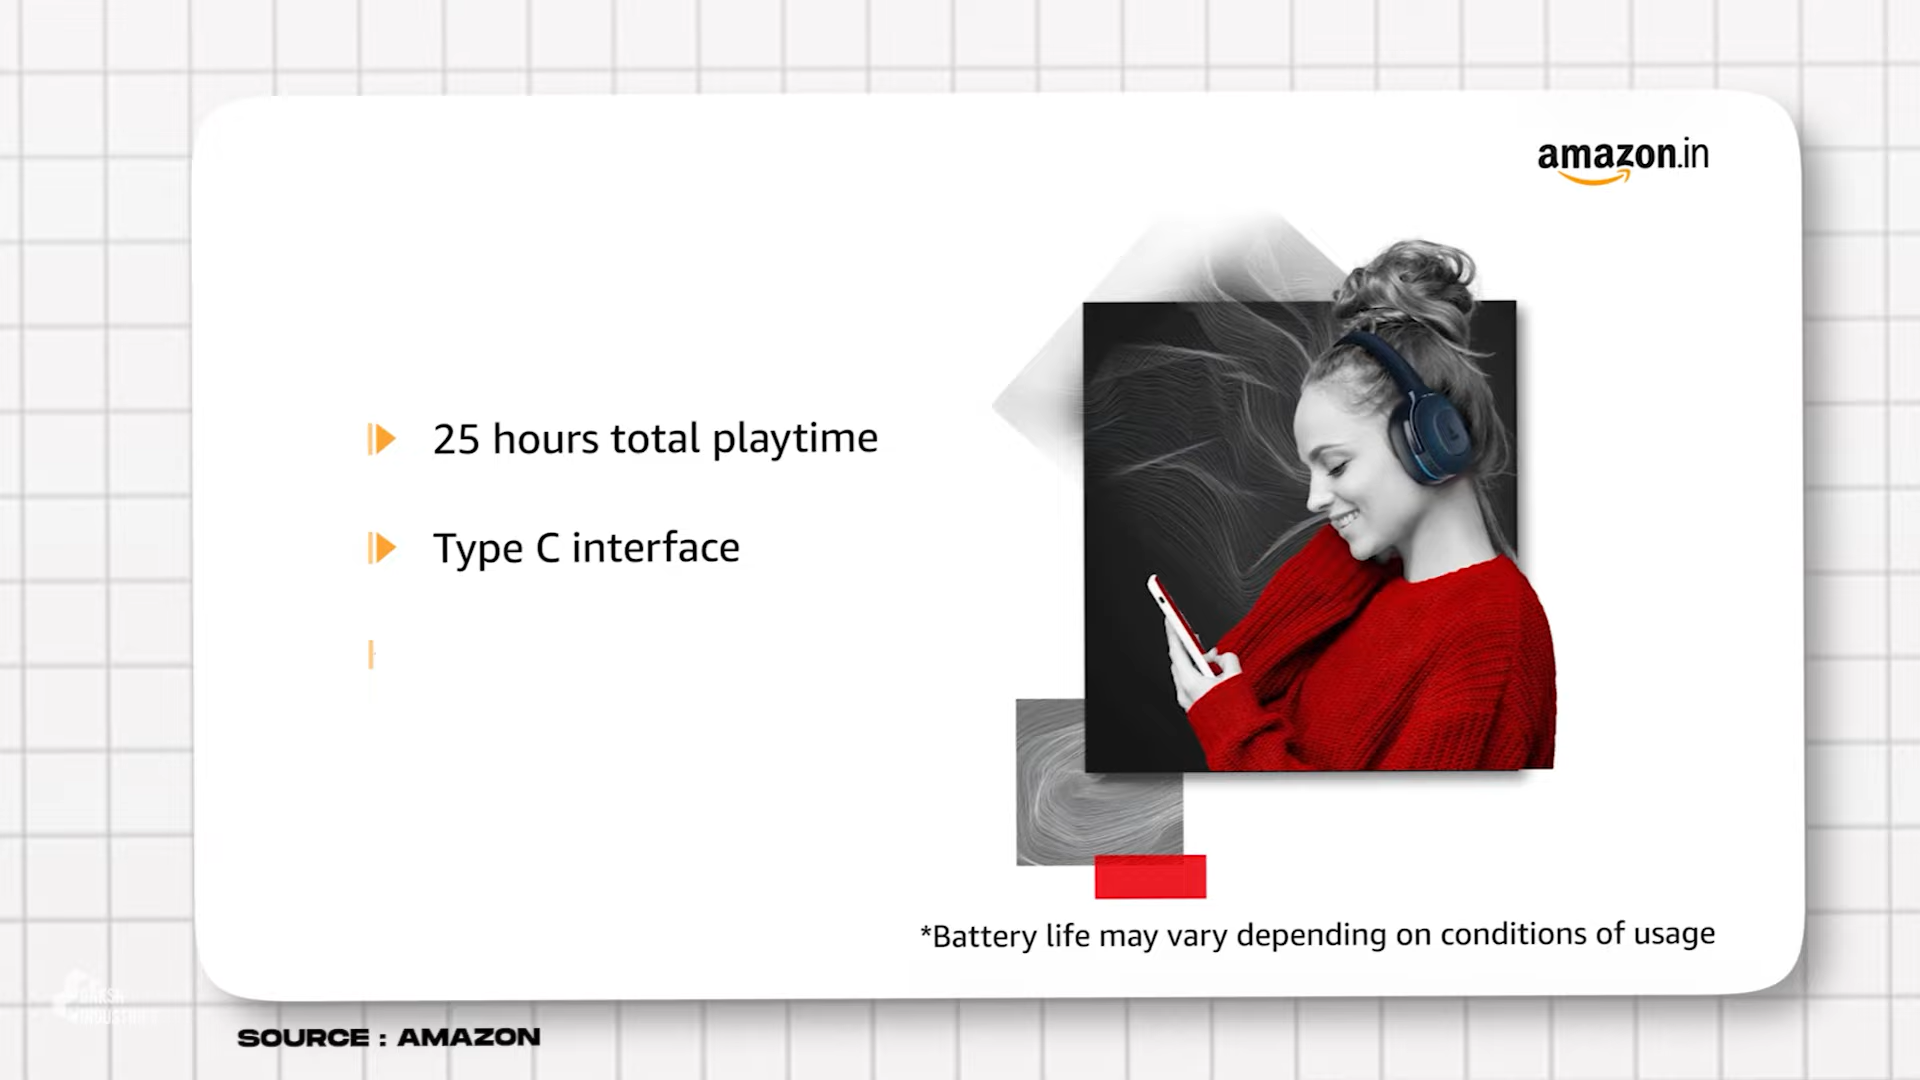 amazon.in
25 hours total playtime
Type C interface
*Battery life may vary depending on conditions of usage
SOURCE : AMAZON